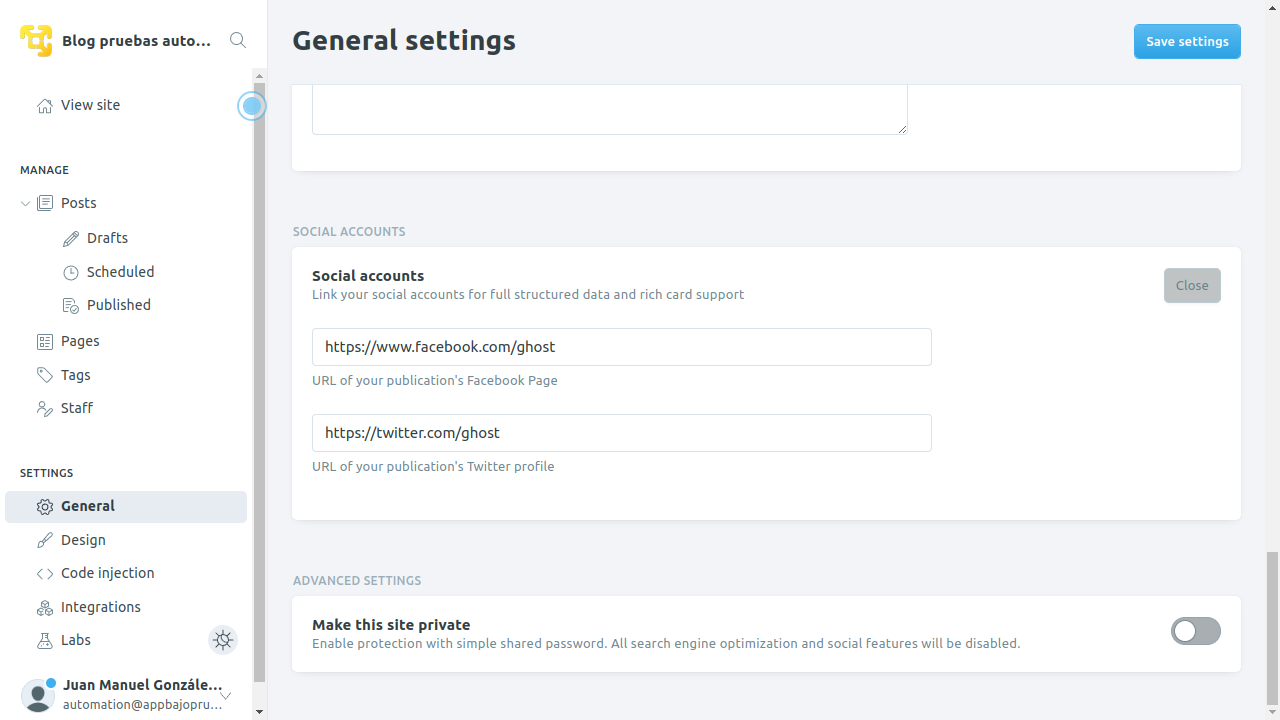 Blog pruebas auto...
General settings
Save settings
View site
MANAGE
Posts
Drafts
Scheduled
Published
Pages
Tags
Staff
SETTINGS
General
Design
Code injection
Integrations
Labs
Juan Manuel Gonzále...
automation@appbajopru...
SOCIAL ACCOUNTS
Social accounts
Link your social accounts for full structured data and rich card support
Close
https://www.facebook.com/ghost
URL of your publication's Facebook Page
https://twitter.com/ghost
URL of your publication's Twitter profile
ADVANCED SETTINGS
Make this site private
Enable protection with simple shared password. All search engine optimization and social features will be disabled.